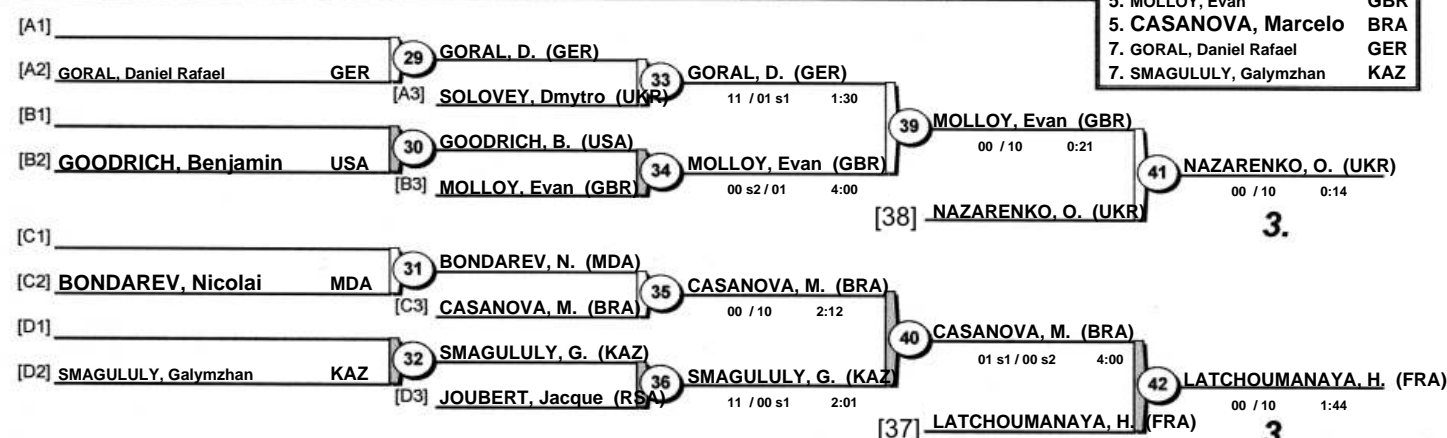 5. MOLLOY, Evan GBR
5. CASANOVA, Marcelo BRA
7. GORAL, Daniel Rafael GER
7. SMAGULULY, Galymzhan KAZ
[A1]
[A2] GORAL, Daniel Rafael GER
29
GORAL, D. (GER)
[A3] SOLOVEY, Dmytro (UKR)
33
GORAL, D. (GER)
11 / 01 s1 1:30
[B1]
[B2] GOODRICH, Benjamin USA
30
GOODRICH, B. (USA)
[B3] MOLLOY, Evan (GBR)
34
MOLLOY, Evan (GBR)
00 s2 / 01 4:00
39
MOLLOY, Evan (GBR)
00 / 10 0:21
[38] NAZARENKO, O. (UKR)
41
NAZARENKO, O. (UKR)
00 / 10 0:14
3.
[C1]
[C2] BONDAREV, Nicolai MDA
31
BONDAREV, N. (MDA)
[C3] CASANOVA, M. (BRA)
35
CASANOVA, M. (BRA)
00 / 10 2:12
[D1]
[D2] SMAGULULY, Galymzhan KAZ
32
SMAGULULY, G. (KAZ)
[D3] JOUBERT, Jacque (RSA)
36
SMAGULULY, G. (KAZ)
11 / 00 s1 2:01
40
CASANOVA, M. (BRA)
01 s1 / 00 s2 4:00
[37] LATCHOUMANAYA, H. (FRA)
42
LATCHOUMANAYA, H. (FRA)
00 / 10 1:44
3